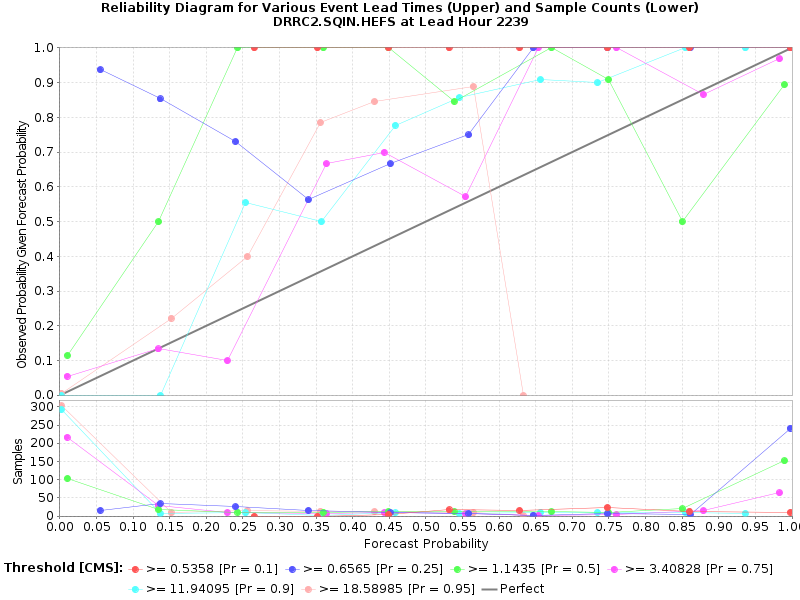 Reliability Diagram for Various Event Lead Times (Upper) and Sample Counts (Lower)
DRRC2.SQIN.HEFS at Lead Hour 2239
Observed Probability Given Forecast Probability
1.0
0.9
0.8
0.7
0.6
0.5
0.4
0.3
0.2
0.1
0.0
Samples
300
250
200
150
100
50
0
0.00 0.05 0.10 0.15 0.20 0.25 0.30 0.35 0.40 0.45 0.50 0.55 0.60 0.65 0.70 0.75 0.80 0.85 0.90 0.95 1.0
Forecast Probability
Threshold [CMS]: >= 0.5358 [Pr = 0.1] >= 0.6565 [Pr = 0.25] >= 1.1435 [Pr = 0.5] >= 3.40828 [Pr = 0.75]
>= 11.94095 [Pr = 0.9] >= 18.58985 [Pr = 0.95] Perfect